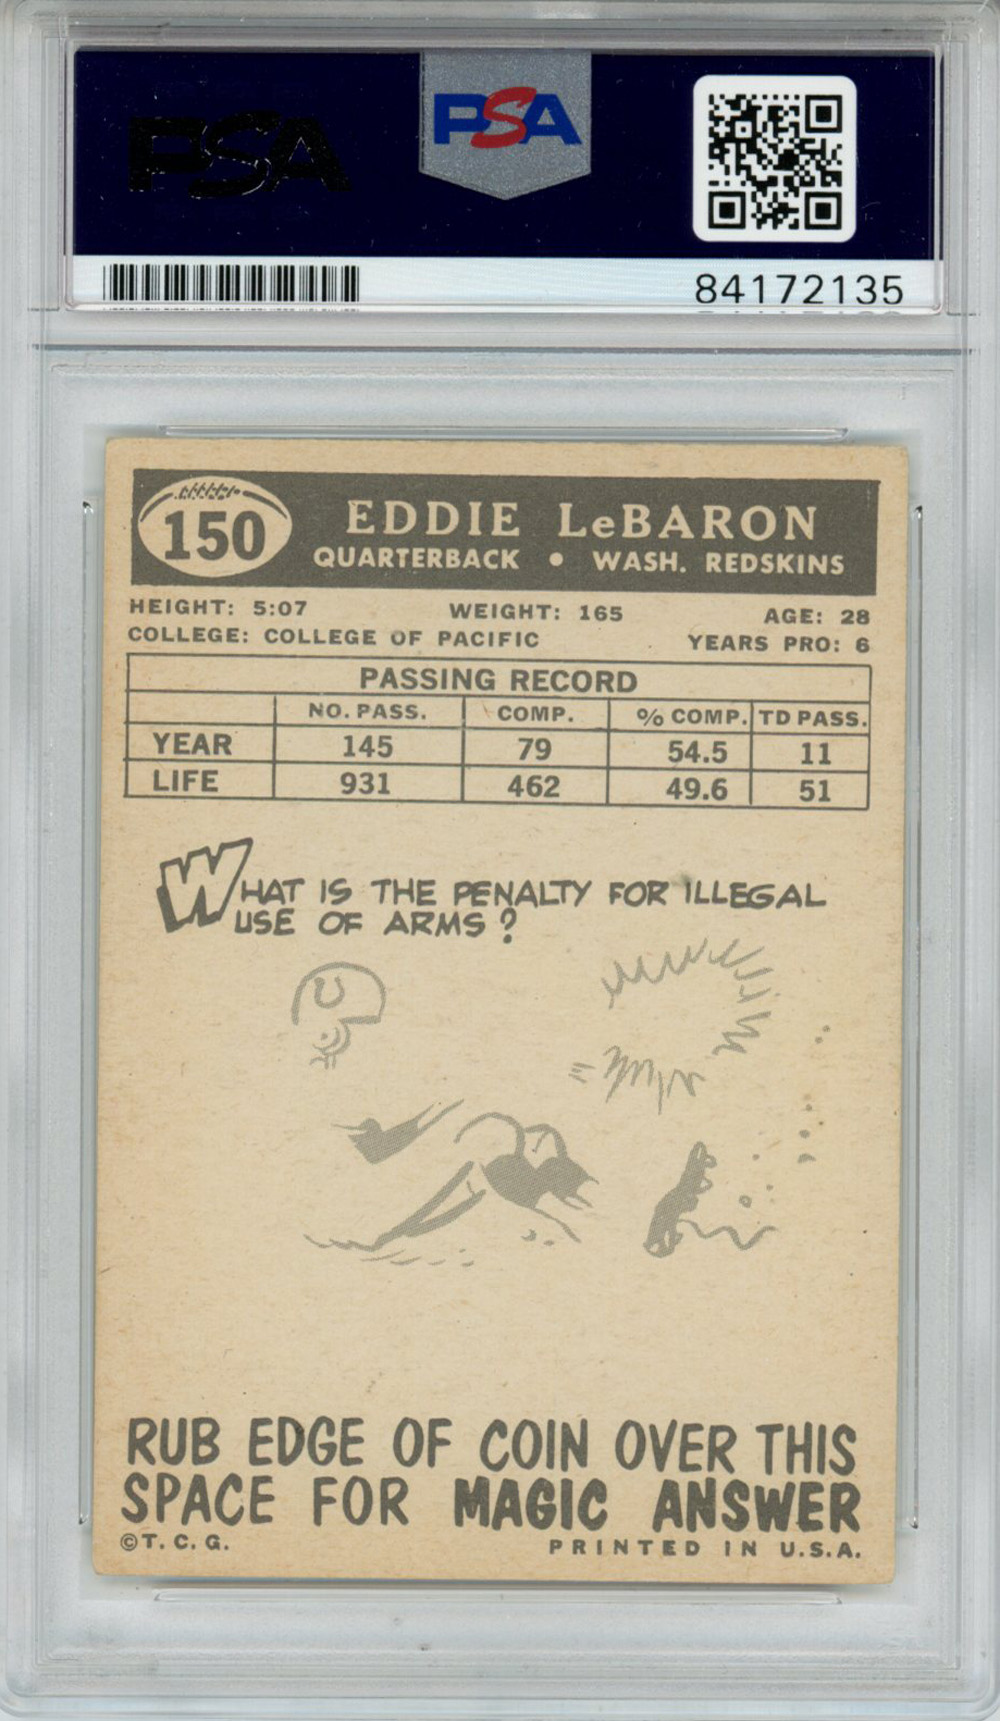 PSA
PSA
84172135
150
EDDIE LeBARON
QUARTERBACK • WASH. REDSKINS
HEIGHT: 5:07 WEIGHT: 165 AGE: 28
COLLEGE: COLLEGE OF PACIFIC YEARS PRO: 6
PASSING RECORD
NO. PASS. COMP. % COMP. TD PASS.
YEAR 145 79 54.5 11
LIFE 931 462 49.6 51
WHAT IS THE PENALTY FOR ILLEGAL
USE OF ARMS?
RUB EDGE OF COIN OVER THIS
SPACE FOR MAGIC ANSWER
©T. C. G. PRINTED IN U.S.A.